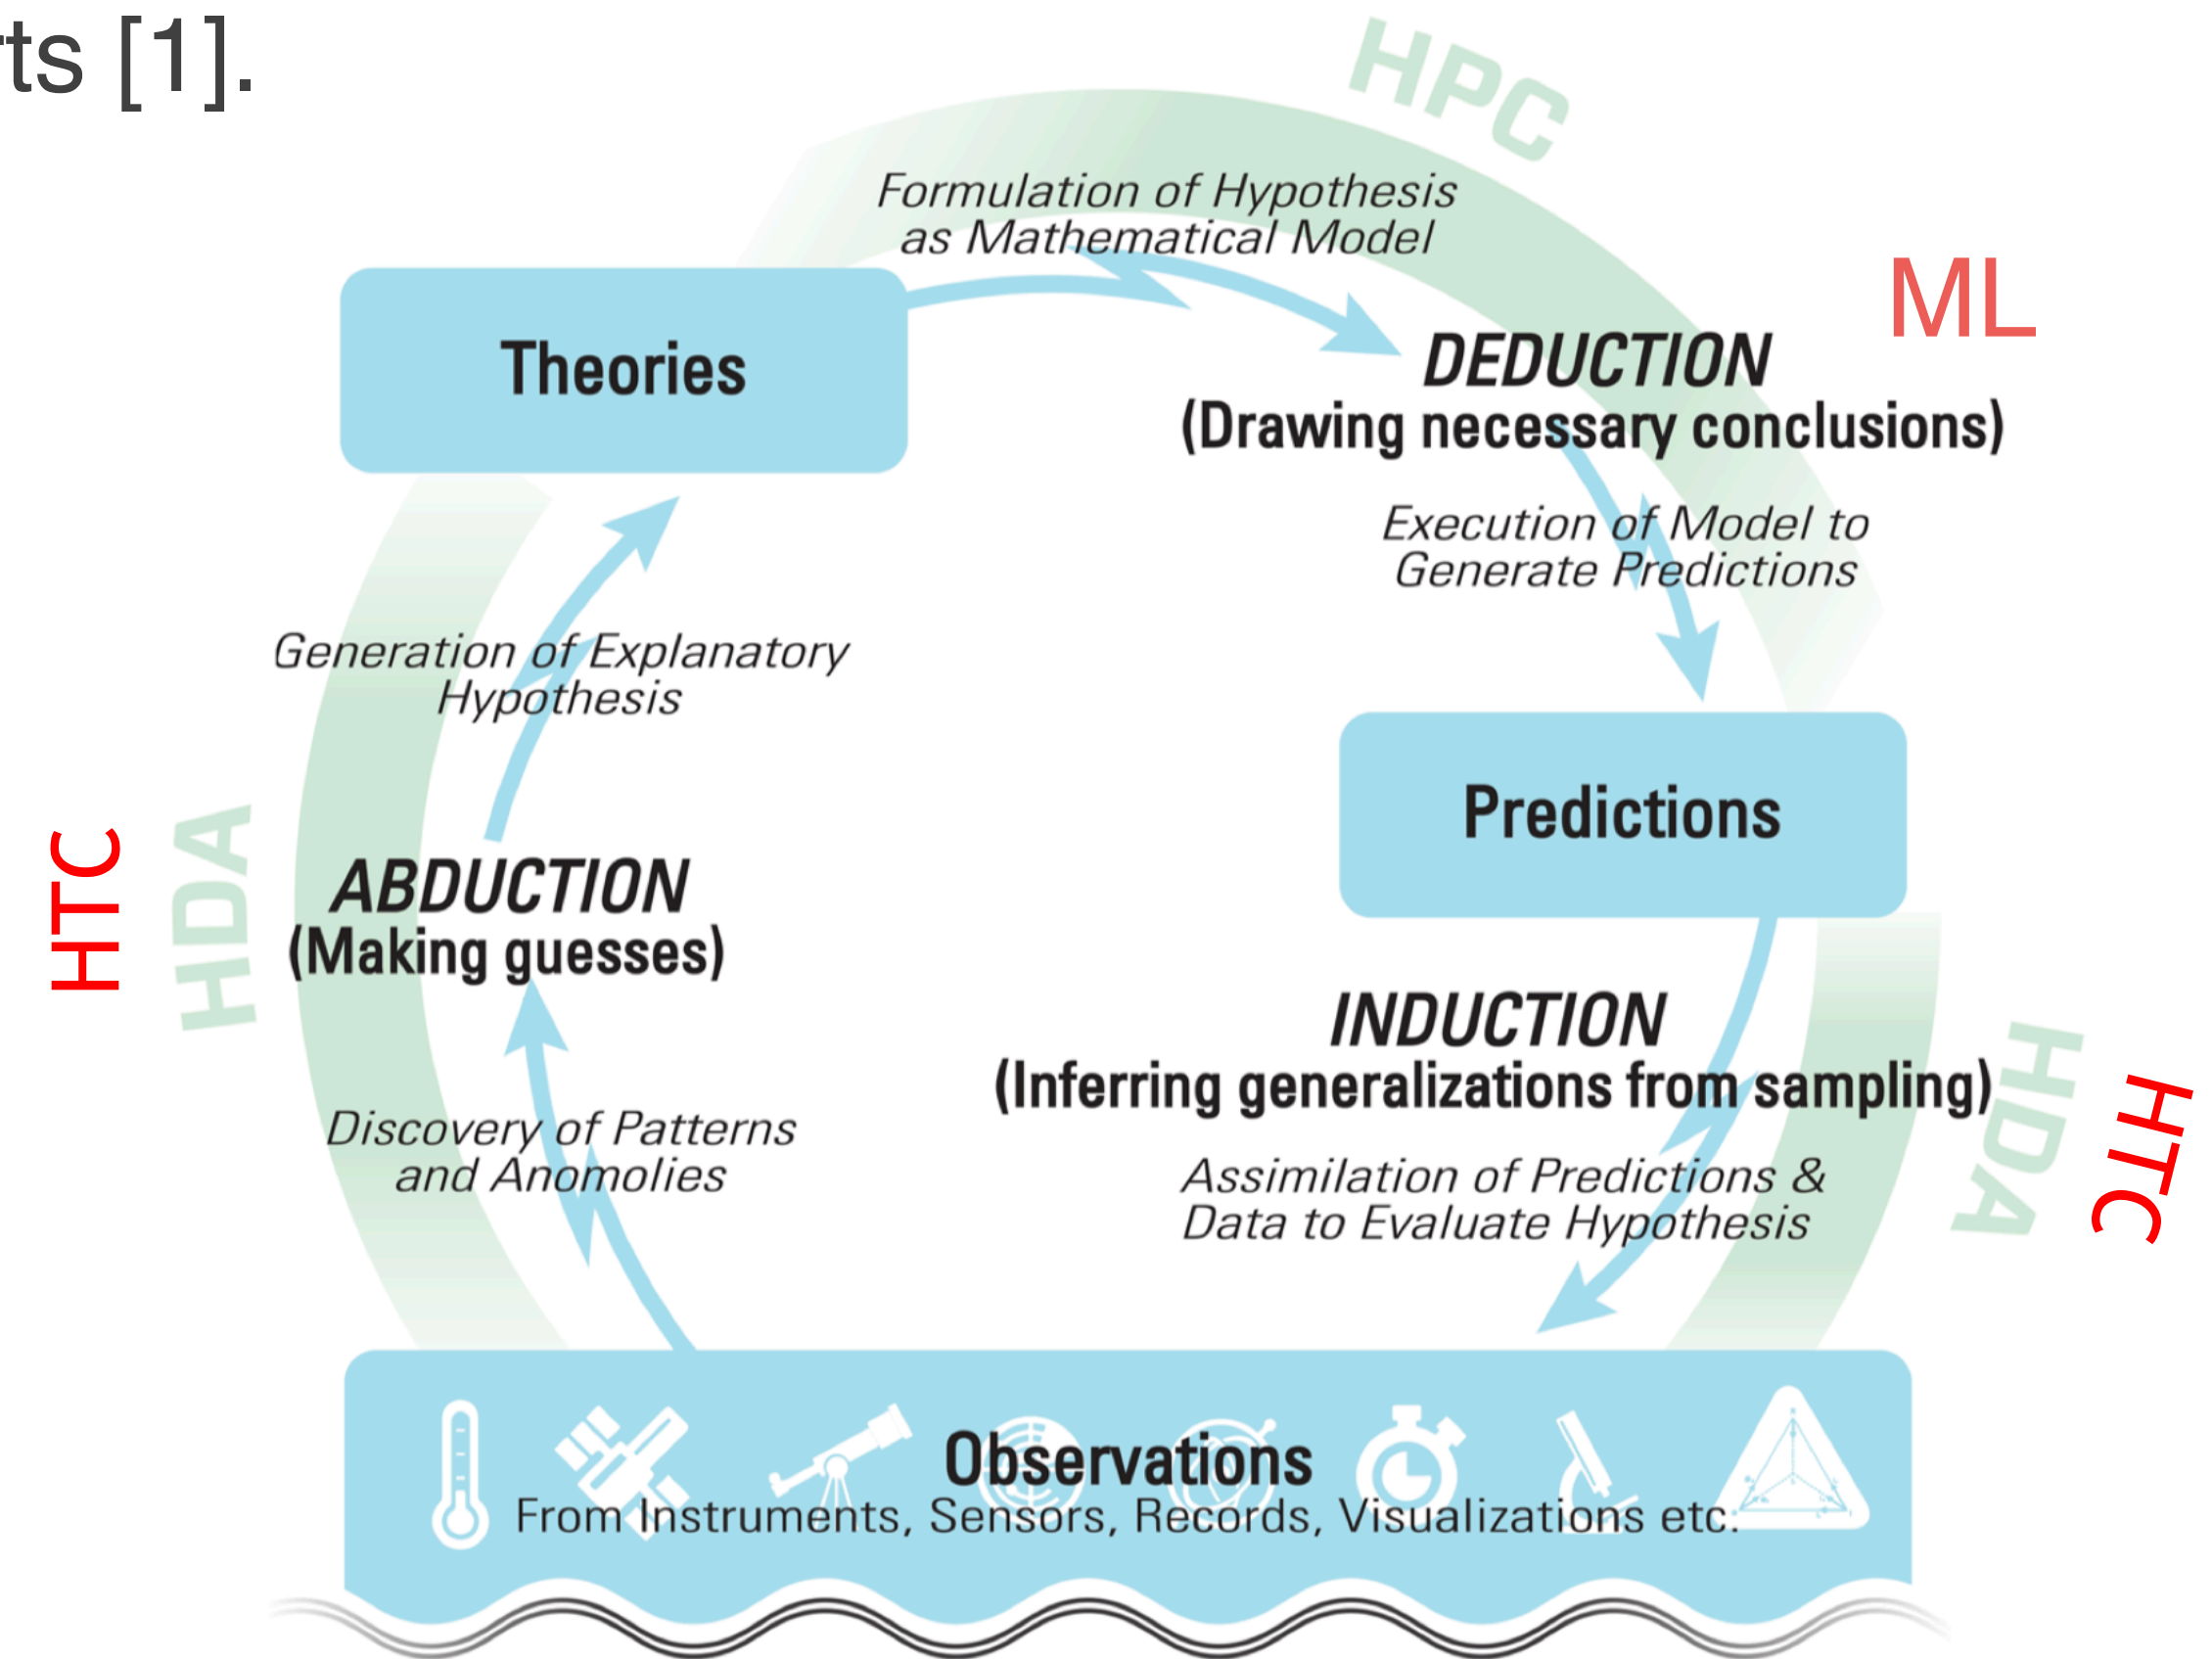 rts [1].
HPC
Formulation of Hypothesis
as Mathematical Model
ML
Theories
DEDUCTION
(Drawing necessary conclusions)
Execution of Model to
Generate Predictions
Generation of Explanatory
Hypothesis
Predictions
HTC
HDA
ABDUCTION
(Making guesses)
INDUCTION
(Inferring generalizations from sampling)
HDA
HTC
Discovery of Patterns
and Anomolies
Assimilation of Predictions &
Data to Evaluate Hypothesis
Observations
From Instruments, Sensors, Records, Visualizations etc.